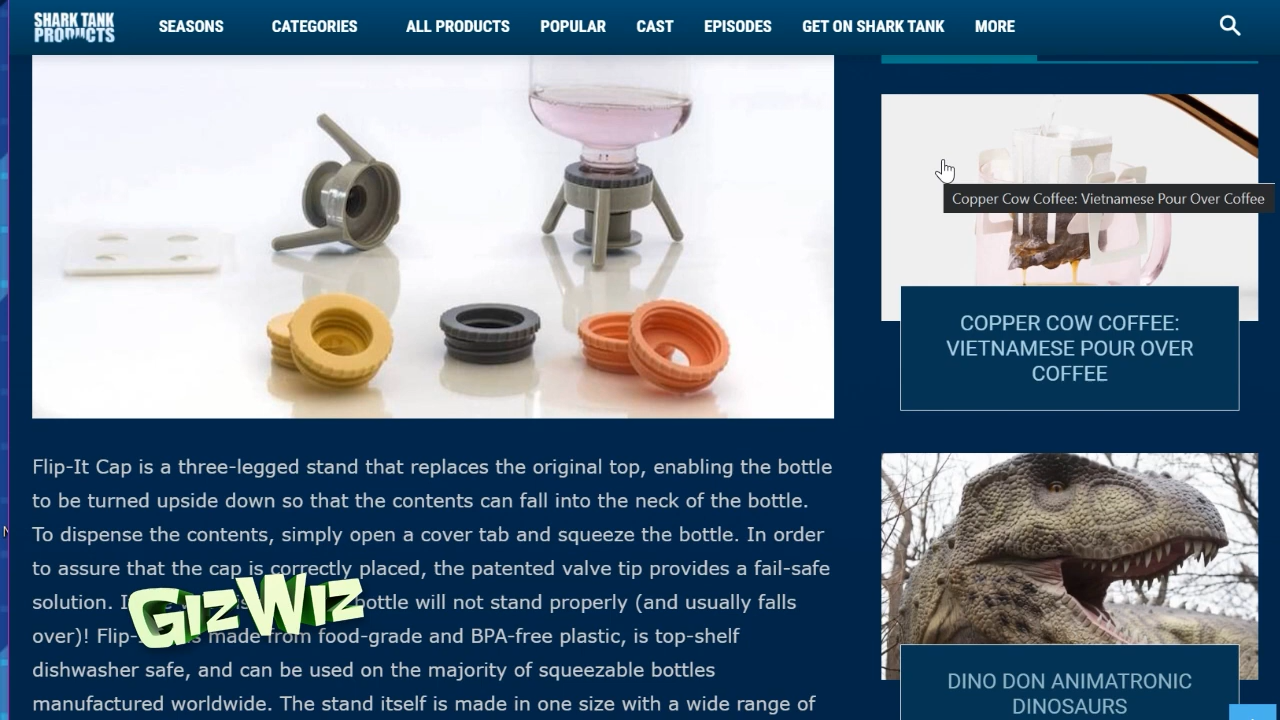 SHARK TANK
PRODUCTS
SEASONS
CATEGORIES
ALL PRODUCTS
POPULAR
CAST
EPISODES
GET ON SHARK TANK
MORE
Copper Cow Coffee: Vietnamese Pour Over Coffee
COPPER COW COFFEE:
VIETNAMESE POUR OVER
COFFEE
Flip-It Cap is a three-legged stand that replaces the original top, enabling the bottle
to be turned upside down so that the contents can fall into the neck of the bottle.
To dispense the contents, simply open a cover tab and squeeze the bottle. In order
to assure that the cap is correctly placed, the patented valve tip provides a fail-safe
solution. bottle will not stand properly (and usually falls
over)! Flip- made from food-grade and BPA-free plastic, is top-shelf
dishwasher safe, and can be used on the majority of squeezable bottles
manufactured worldwide. The stand itself is made in one size with a wide range of
GIZWIZ
DINO DON ANIMATRONIC
DINOSAURS